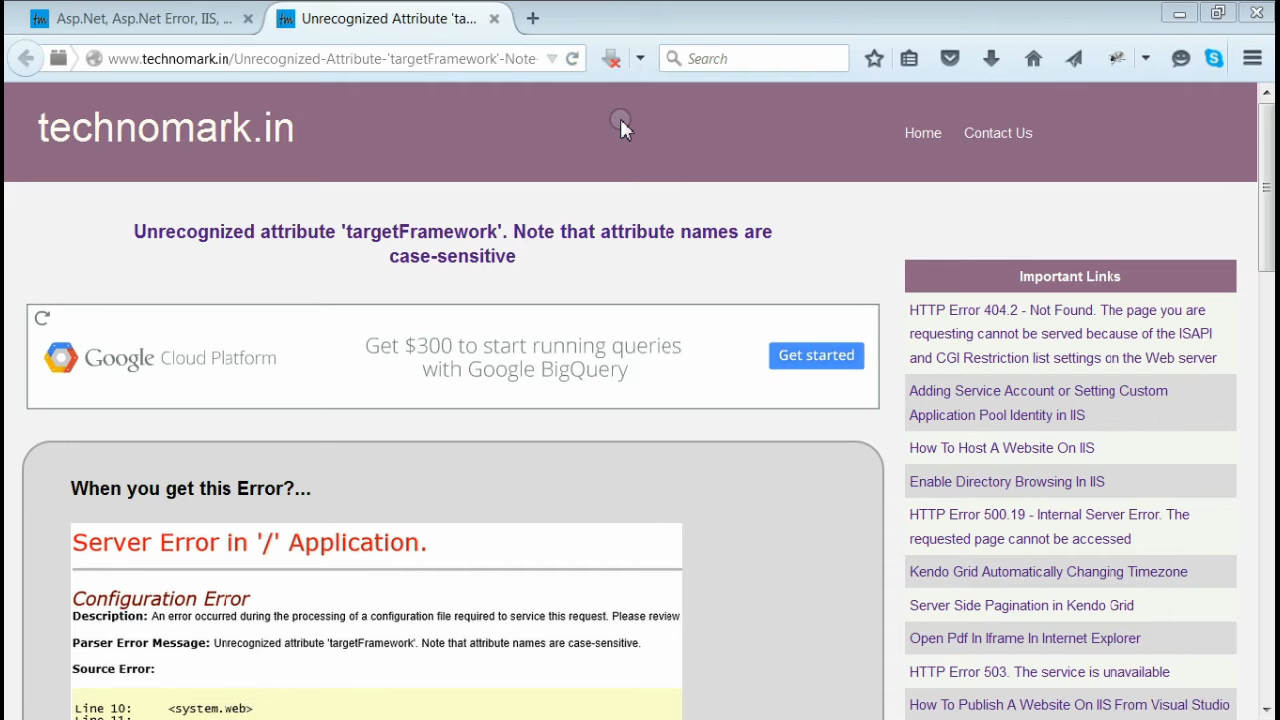 Asp.Net, Asp.Net Error, IIS, ...
Unrecognized Attribute 'ta...
www.technomark.in/Unrecognized-Attribute-'targetFramework'-Note-
Search
technomark.in
Home
Contact Us
Unrecognized attribute 'targetFramework'. Note that attribute names are
case-sensitive
Google Cloud Platform
Get $300 to start running queries
with Google BigQuery
Get started
When you get this Error?...
Server Error in '/' Application.
Configuration Error
Description: An error occurred during the processing of a configuration file required to service this request. Please review
Parser Error Message: Unrecognized attribute 'targetFramework'. Note that attribute names are case-sensitive.
Source Error:
Line 10: <system.web>
Line 11:
Important Links
HTTP Error 404.2 - Not Found. The page you are
requesting cannot be served because of the ISAPI
and CGI Restriction list settings on the Web server
Adding Service Account or Setting Custom
Application Pool Identity in IIS
How To Host A Website On IIS
Enable Directory Browsing In IIS
HTTP Error 500.19 - Internal Server Error. The
requested page cannot be accessed
Kendo Grid Automatically Changing Timezone
Server Side Pagination in Kendo Grid
Open Pdf In Iframe In Internet Explorer
HTTP Error 503. The service is unavailable
How To Publish A Website On IIS From Visual Studio